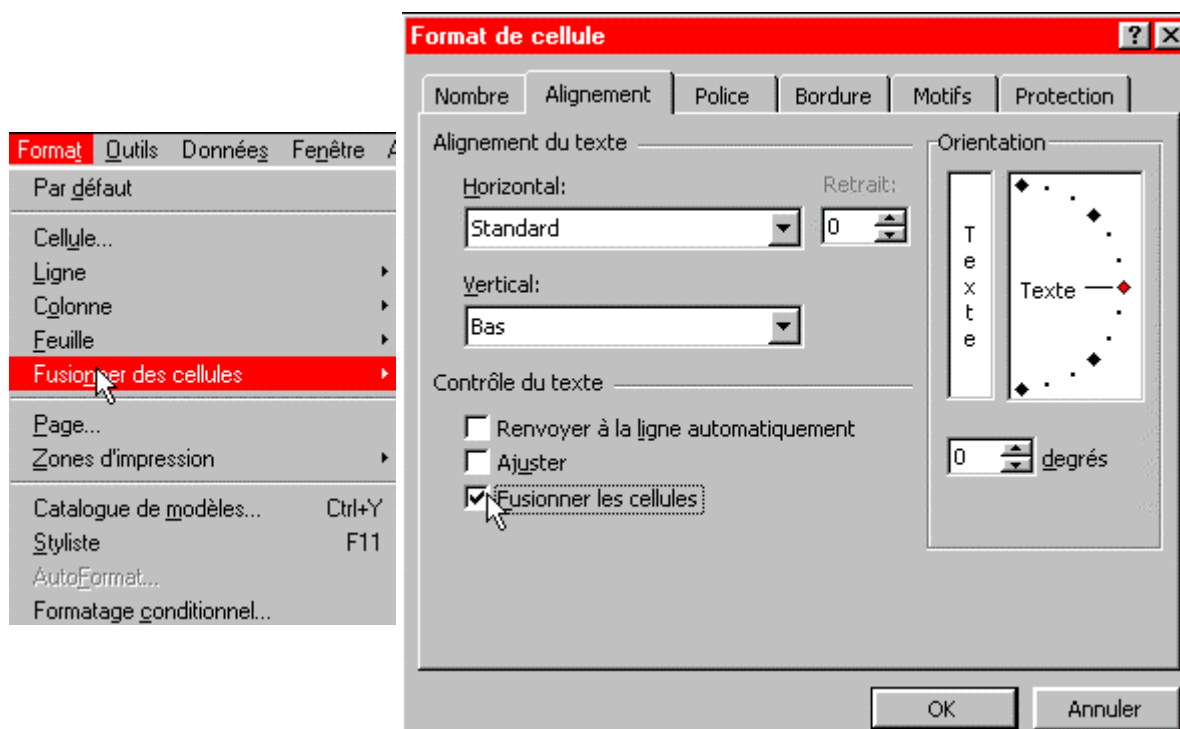 Format Outils Données Fenêtre
Par défaut
Cellule...
Ligne
Colonne
Feuille
Fusionner des cellules
Page...
Zones d'impression
Catalogue de modèles... Ctrl+Y
Styliste F11
AutoFormat...
Formatage conditionnel...
Format de cellule
Nombre Alignement Police Bordure Motifs Protection
Alignement du texte
Horizontal: Retrait:
Standard 0
Vertical:
Bas
Contrôle du texte
Renvoyer à la ligne automatiquement
Ajuster
Fusionner les cellules
Orientation
Texte
Texte
0 degrés
OK Annuler